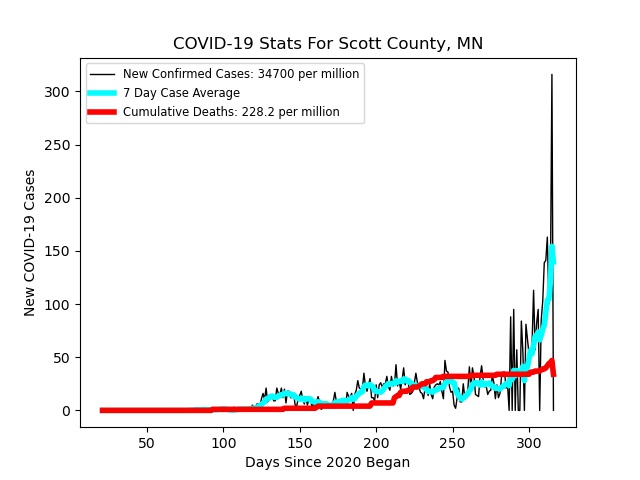 COVID-19 Stats For Scott County, MN
New Confirmed Cases: 34700 per million
7 Day Case Average
Cumulative Deaths: 228.2 per million
New COVID-19 Cases
300
250
200
150
100
50
0
50 100 150 200 250 300
Days Since 2020 Began